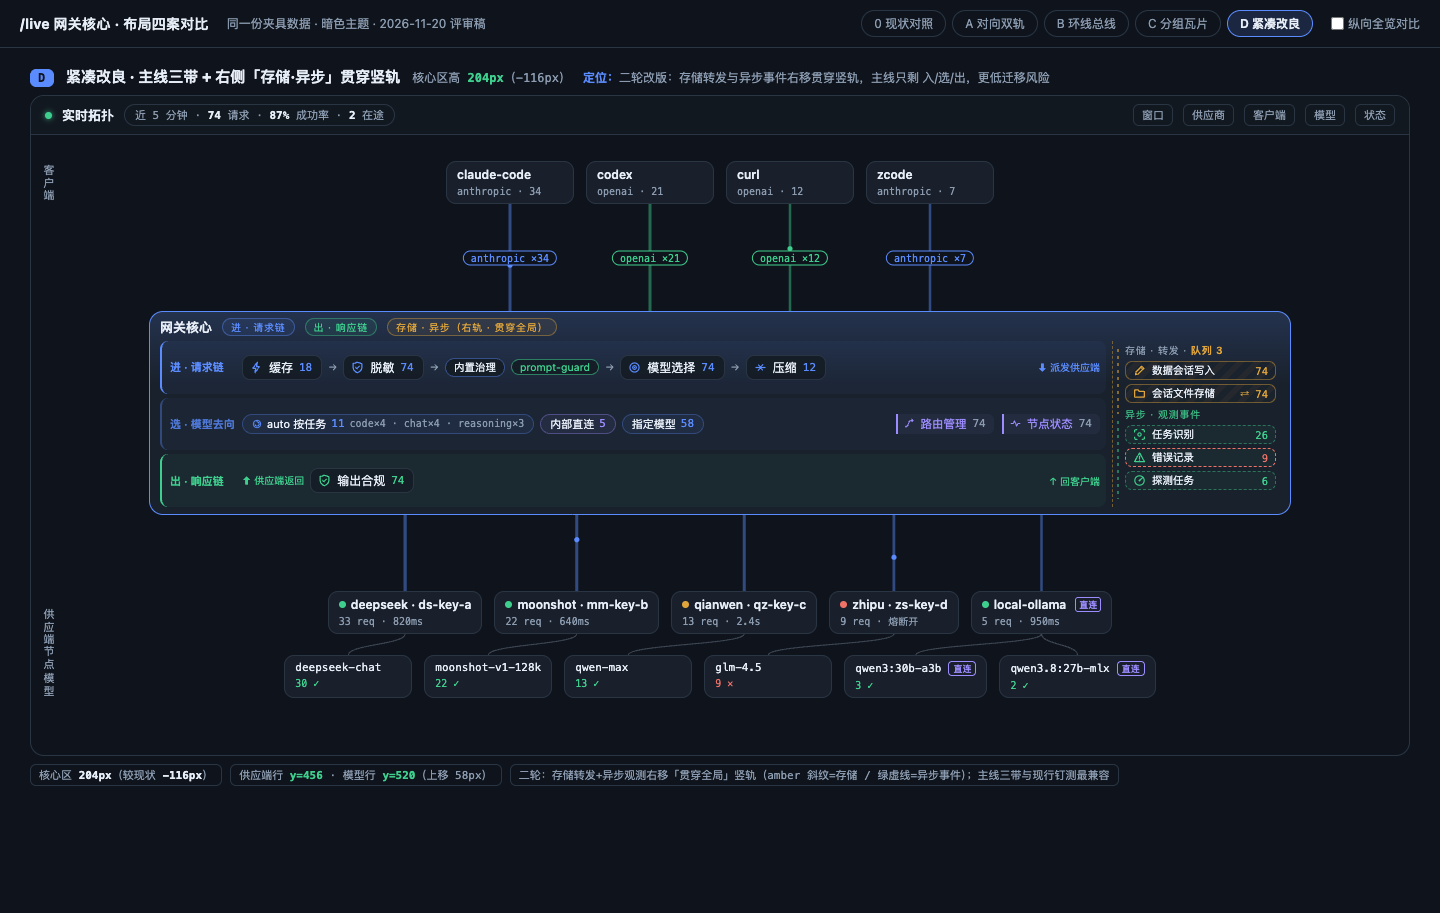 /live 网关核心 · 布局四案对比
同一份夹具数据 · 暗色主题 · 2026-11-20 评审稿
0 现状对照
A 对向双轨
B 环线总线
C 分组瓦片
D 紧凑改良
纵向全览对比
D
紧凑改良 · 主线三带 + 右侧「存储·异步」贯穿竖轨
核心区高 204px (−116px)
定位：二轮改版：存储转发与异步事件右移贯穿竖轨，主线只剩 入/选/出，更低迁移风险
实时拓扑
近 5 分钟 · 74 请求 · 87% 成功率 · 2 在途
窗口
供应商
客户端
模型
状态
客户端
claude-code
anthropic · 34
codex
openai · 21
curl
openai · 12
zcode
anthropic · 7
anthropic ×34
openai ×21
openai ×12
anthropic ×7
网关核心
进 · 请求链
出 · 响应链
存储 · 异步 (右轨 · 贯穿全局)
进 · 请求链
缓存 18
→
脱敏 74
→
内置治理
prompt-guard
→
模型选择 74
→
压缩 12
⬇ 派发供应端
选 · 模型去向
auto 按任务 11 code×4 · chat×4 · reasoning×3
内部直连 5
指定模型 58
路由管理 74
节点状态 74
出 · 响应链
⬆ 供应端返回
输出合规 74
↑ 回客户端
存储 · 转发 · 队列 3
数据会话写入 74
会话文件存储 ⇄ 74
异步 · 观测事件
任务识别 26
错误记录 9
探测任务 6
供应端节点
deepseek · ds-key-a
33 req · 820ms
moonshot · mm-key-b
22 req · 640ms
qianwen · qz-key-c
13 req · 2.4s
zhipu · zs-key-d
9 req · 熔断开
local-ollama 直连
5 req · 950ms
模型
deepseek-chat
30 ✓
moonshot-v1-128k
22 ✓
qwen-max
13 ✓
glm-4.5
9 ×
qwen3:30b-a3b 直连
3 ✓
qwen3.8:27b-mlx 直连
2 ✓
核心区 204px (较现状 −116px)
供应端行 y=456 · 模型行 y=520 (上移 58px)
二轮：存储转发+异步观测右移「贯穿全局」竖轨 (amber 斜纹=存储 / 绿虚线=异步事件)；主线三带与现行钉测最兼容